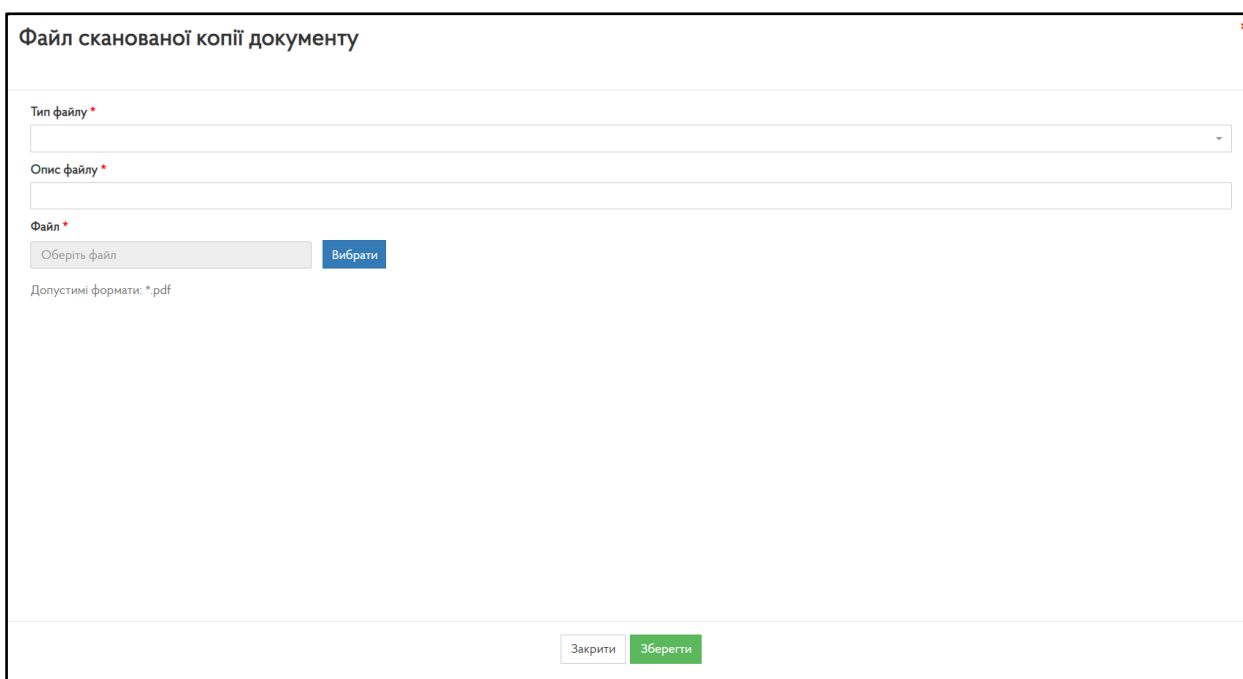 Файл сканованої копії документу
Тип файлу *
Опис файлу *
Файл *
Оберіть файл Вибрати
Допустимі формати: *.pdf
Закрити Зберегти